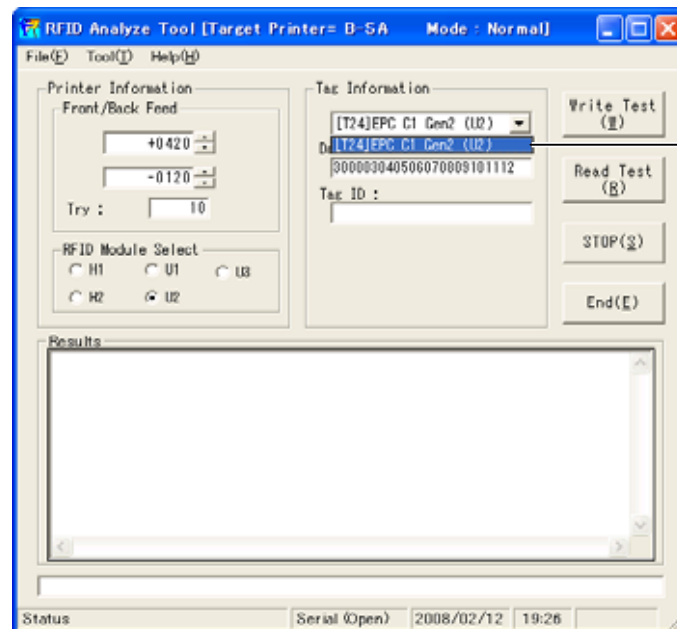 RFID Analyze Tool [Target Printer= B-SA Mode : Normal]
File(F) Tool(T) Help(H)
Printer Information
Front/Back Feed
+0420
-0120
Try : 10
RFID Module Select
H1 U1 U3
H2 U2
Tag Information
[T24]EPC C1 Gen2 (U2)
[T24]EPC C1 Gen2 (U2)
300003040506070809101112
Tag ID :
Write Test
(W)
Read Test
(R)
STOP(S)
End(E)
Results
Status Serial (Open) 2008/02/12 19:26